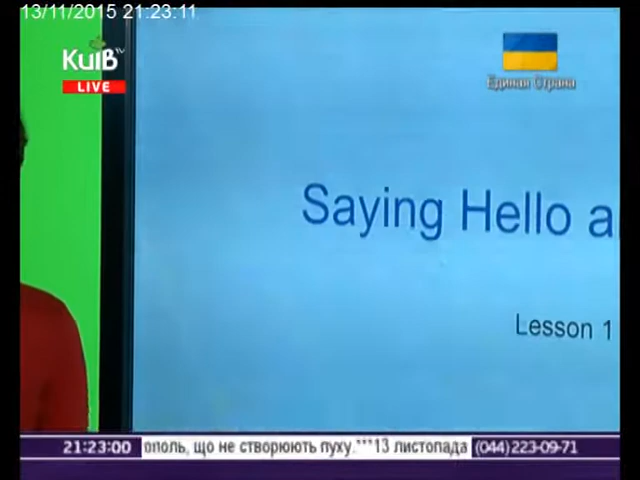 13/11/2015 21:23:11
Київ TV
LIVE
Единая Страна
Saying Hello a
Lesson 1
21:23:00 ополь, що не створюють пуху.***13 листопада (044)223-09-71